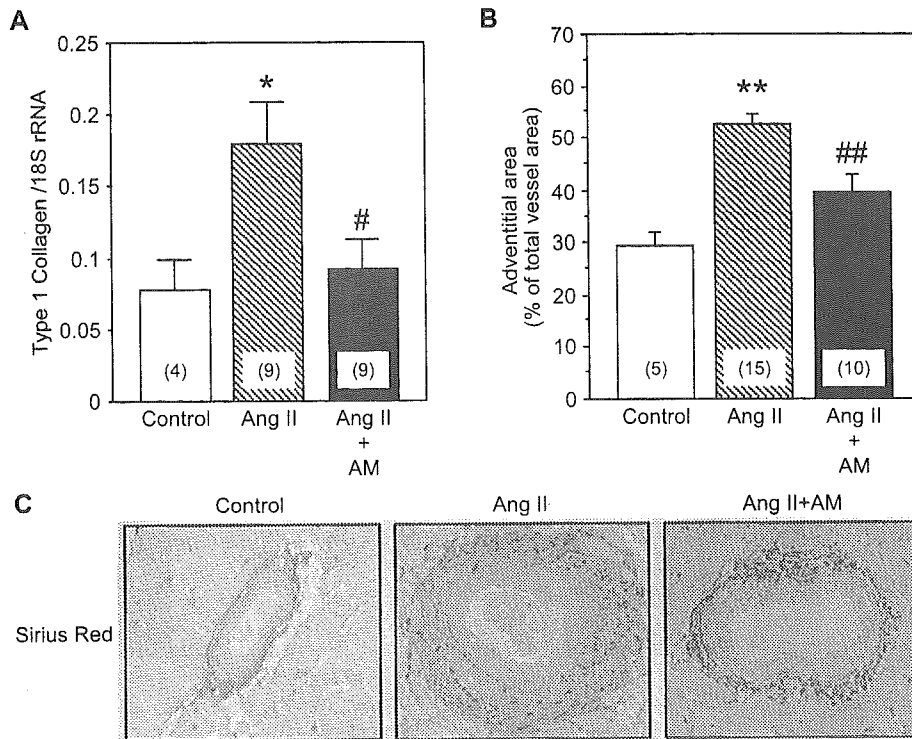 A
Type 1 Collagen /18S rRNA
0.25
0.2
0.15
0.1
0.05
0
*
#
(4)
(9)
(9)
Control
Ang II
Ang II
+
AM
B
Adventitial area
(% of total vessel area)
70
60
50
40
30
20
10
0
**
##
(5)
(15)
(10)
Control
Ang II
Ang II
+
AM
C
Control
Ang II
Ang II+AM
Sirius Red